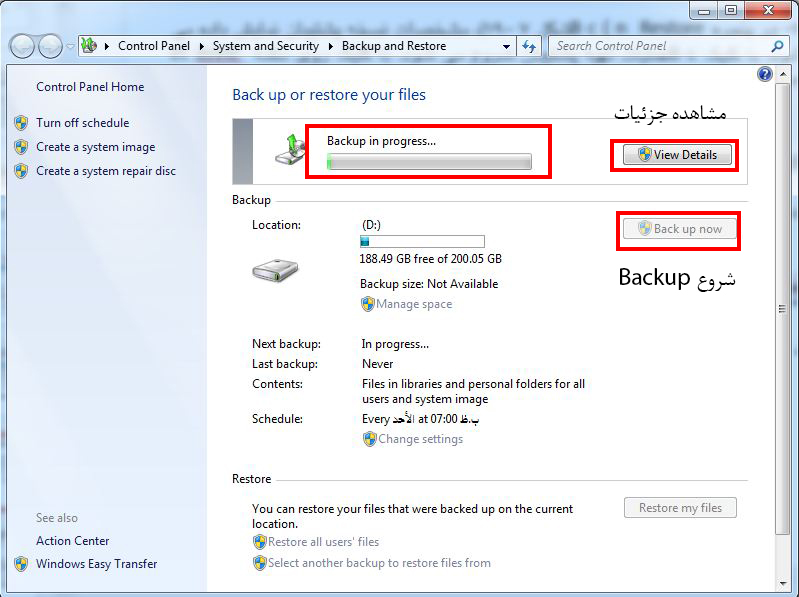 Control Panel
System and Security
Backup and Restore
Search Control Panel
Control Panel Home
Turn off schedule
Create a system image
Create a system repair disc
See also
Action Center
Windows Easy Transfer
Back up or restore your files
مشاهده جزئیات
Backup in progress...
View Details
Backup
Location:
(D:)
Back up now
188.49 GB free of 200.05 GB
شروع Backup
Backup size: Not Available
Manage space
Next backup: In progress...
Last backup: Never
Contents: Files in libraries and personal folders for all
users and system image
Schedule: Every الأحد at 07:00 ب.ظ
Change settings
Restore
You can restore your files that were backed up on the current
location.
Restore my files
Restore all users' files
Select another backup to restore files from